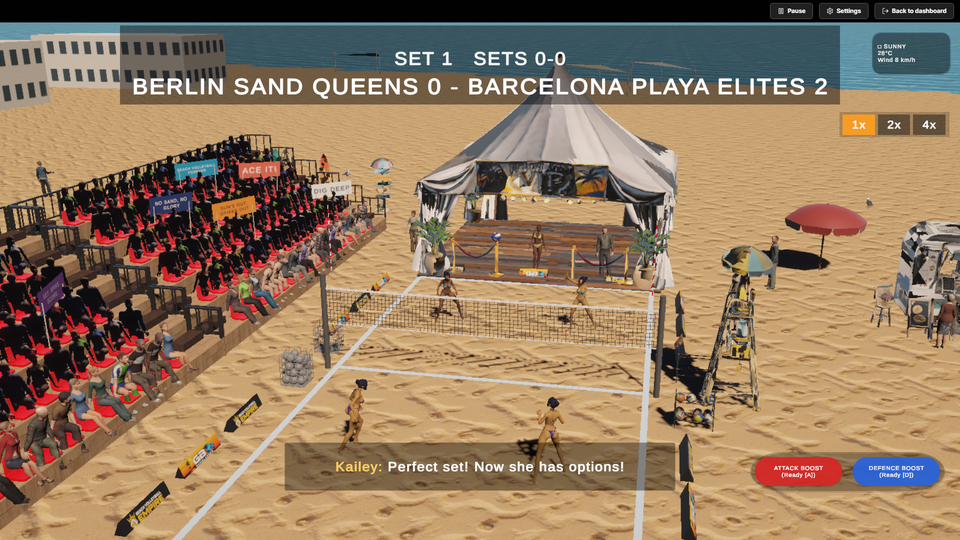 Pause
Settings
Back to dashboard
SET 1 SETS 0-0
BERLIN SAND QUEENS 0 - BARCELONA PLAYA ELITES 2
SUNNY
28°C
Wind 8 km/h
1x
2x
4x
ACE IT!
DIG DEEP
NO SAND, NO
GLORY
EMPIRE
EMPIRE
Kailey: Perfect set! Now she has options!
ATTACK BOOST
(Ready [A])
DEFENCE BOOST
(Ready [D])